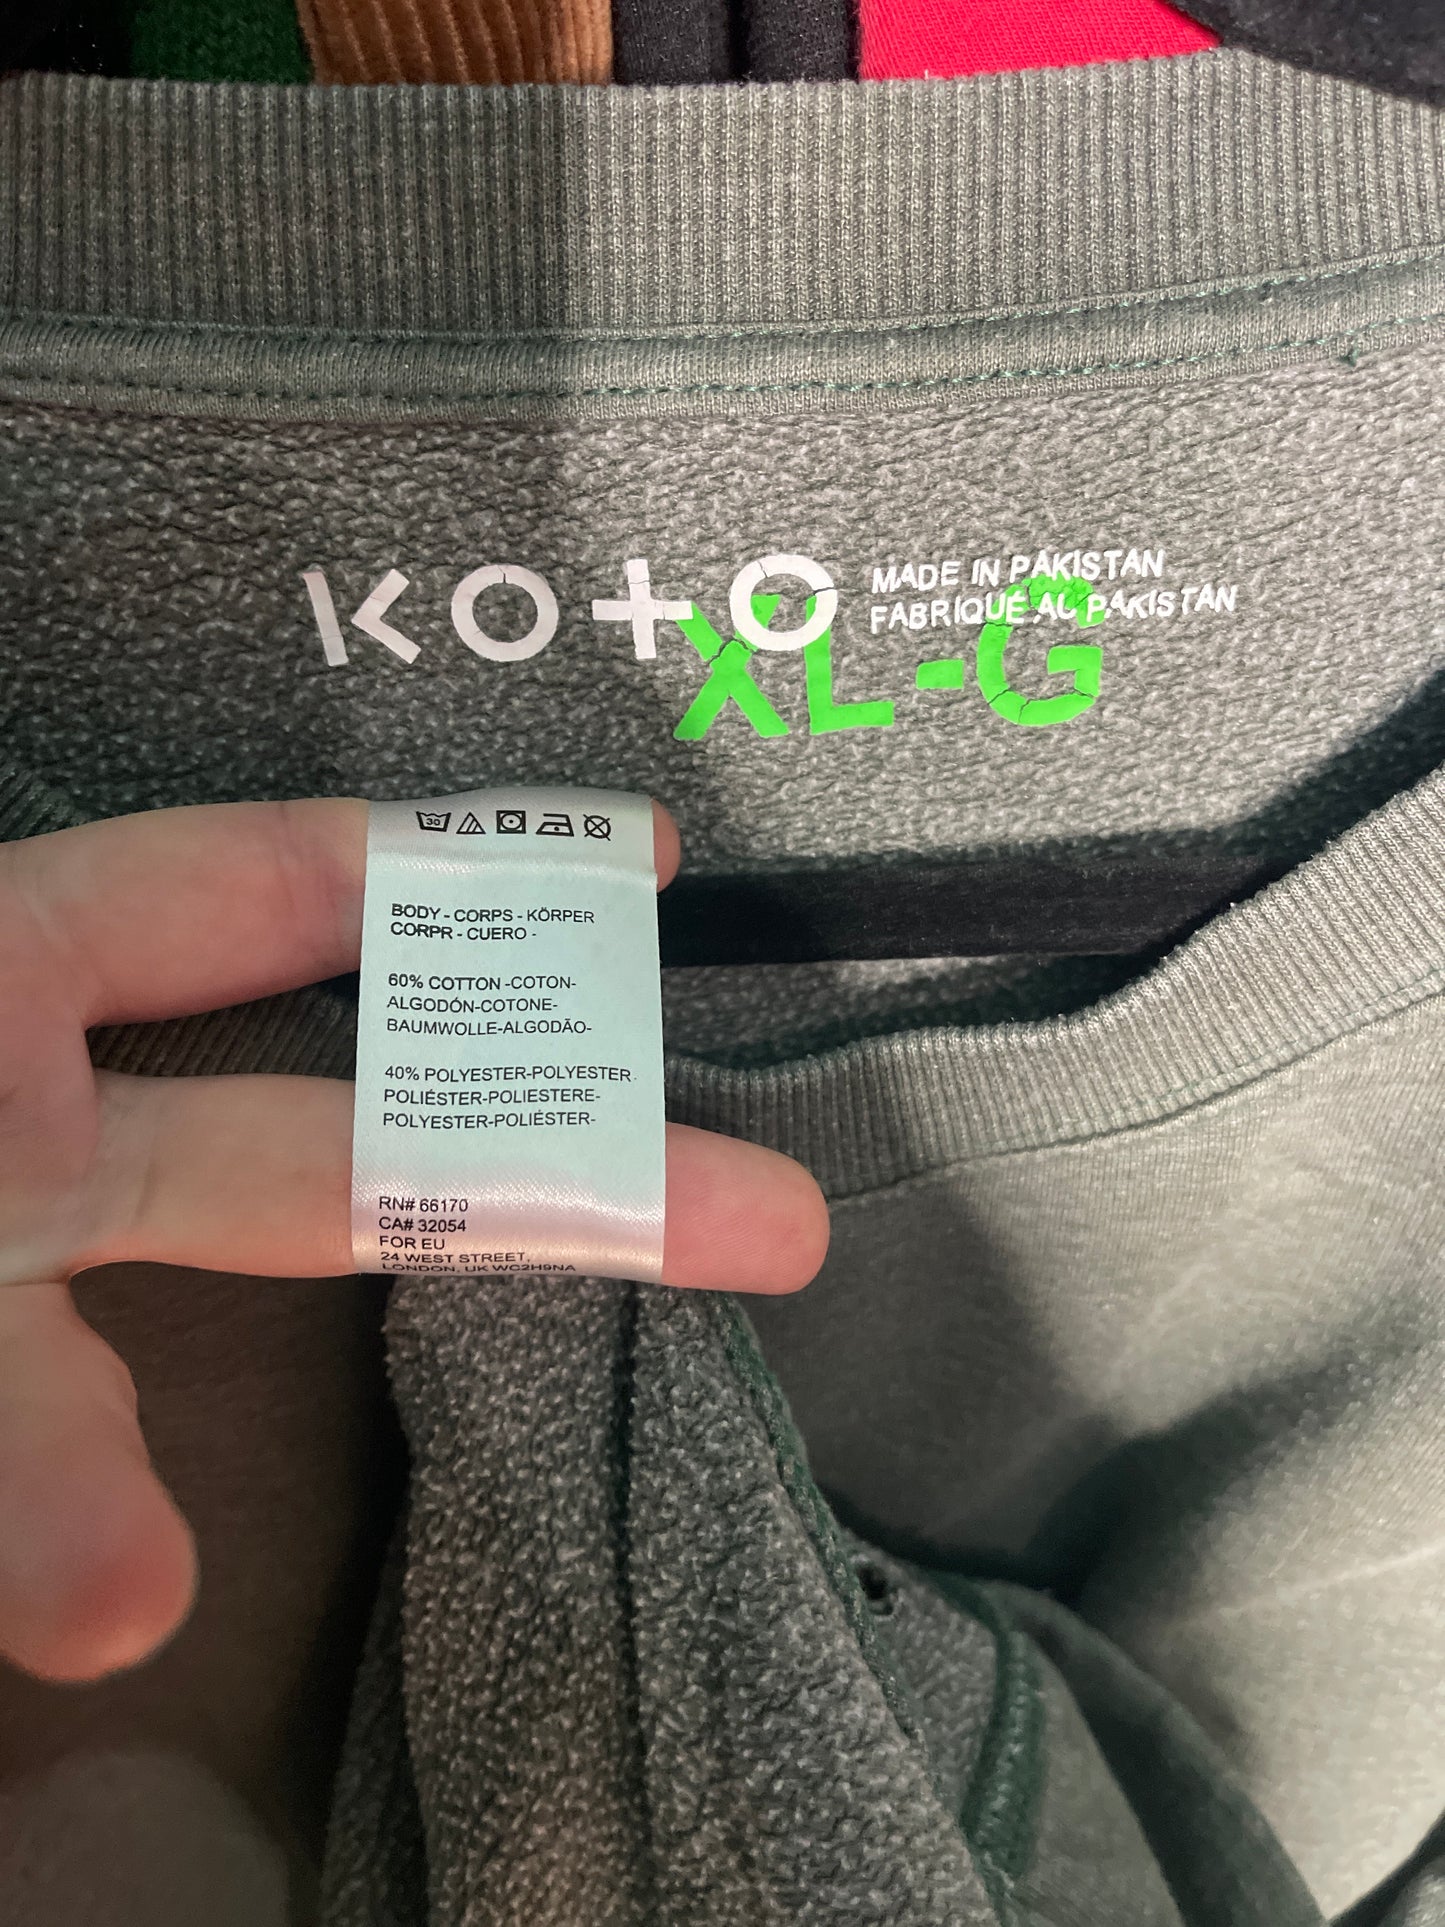 KOTO
MADE IN PAKISTAN
FABRIQUÉ AU PAKISTAN
XL-G
30
BODY - CORPS - KÖRPER
CORPR - CUERO -
60% COTTON -COTON-
ALGODÓN-COTONE-
BAUMWOLLE-ALGODÃO-
40% POLYESTER-POLYESTER-
POLIÉSTER-POLIESTERE-
POLYESTER-POLIÉSTER-
RN# 66170
CA# 32054
FOR EU
24 WEST STREET,
LONDON, UK WC2H9NA